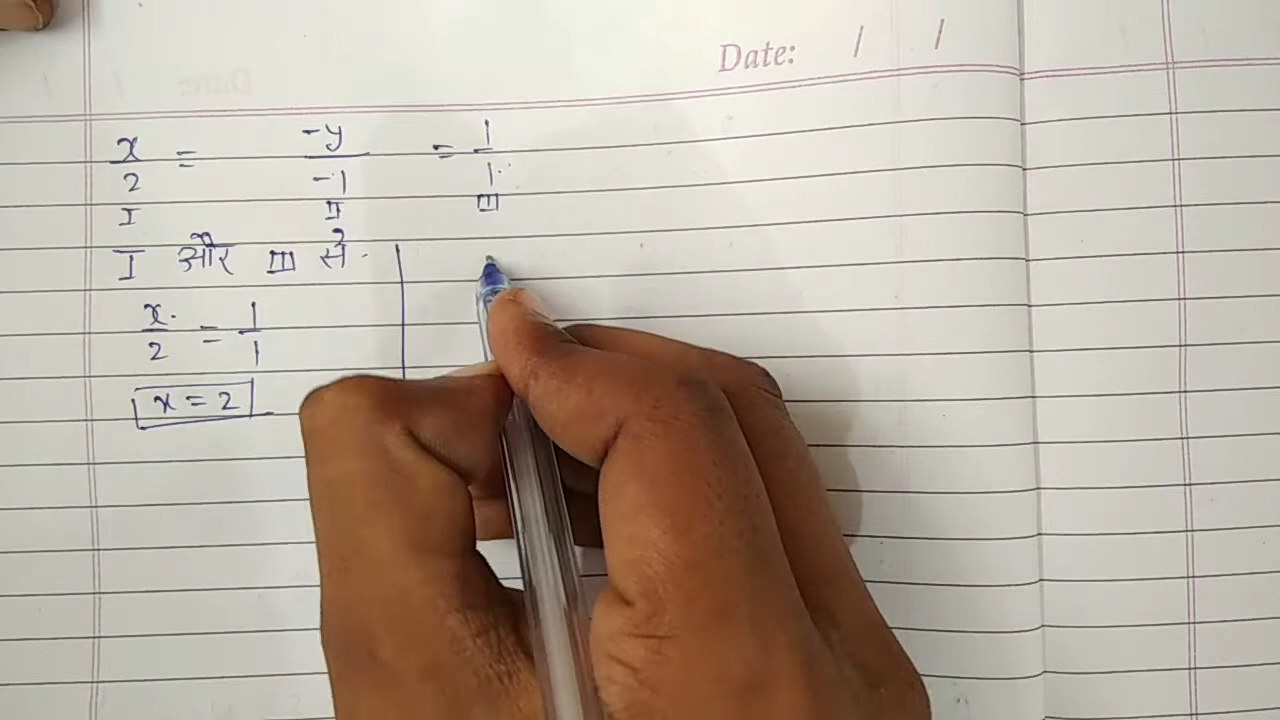 Date: / /
x/2 = -y/-1 = 1/1
I II III
I और III से
x/2 = 1/1
x = 2